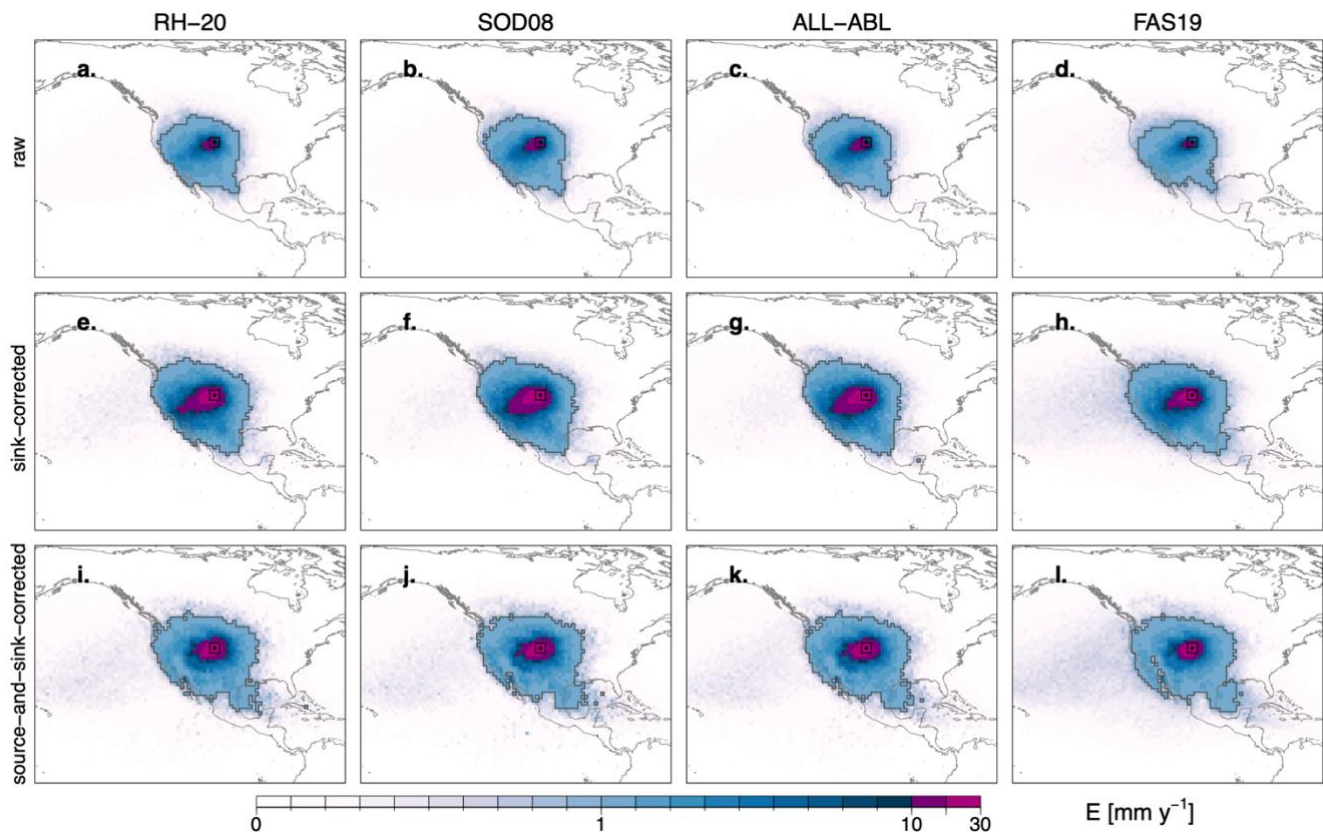 RH−20 SOD08 ALL−ABL FAS19
raw
a. b. c. d.
sink−corrected
e. f. g. h.
source−and−sink−corrected
i. j. k. l.
0 1 10 30 E [mm y⁻¹]